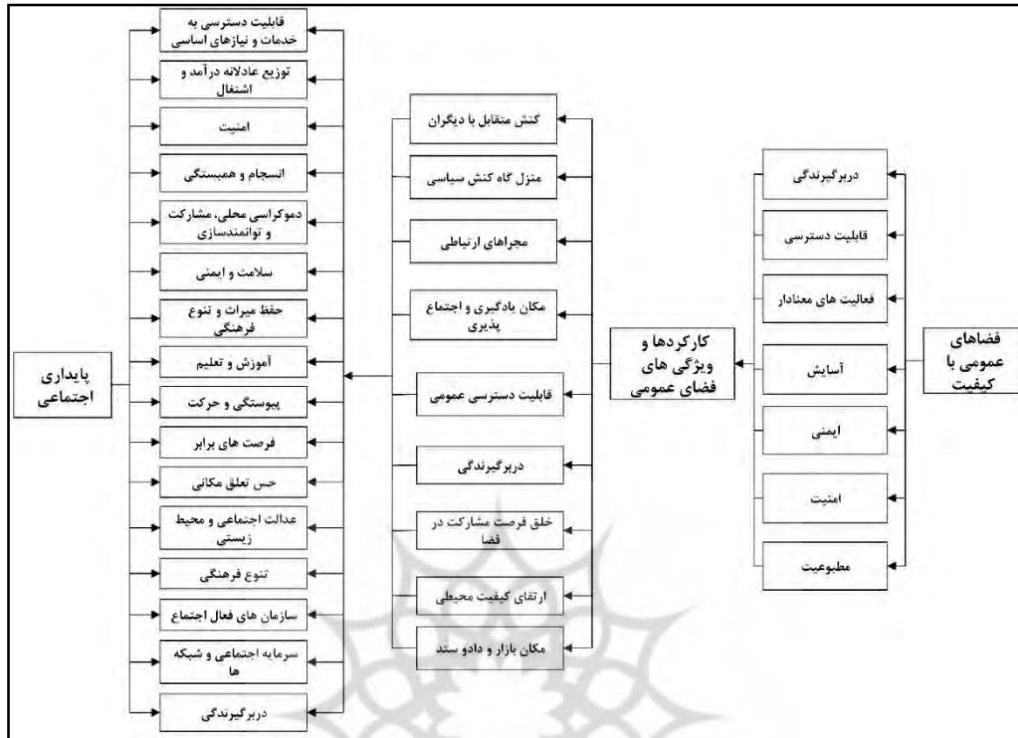 فضاهای
عمومی با
کیفیت
دربرگیرندگی
قابلیت دسترسی
فعالیت های معنادار
آسایش
ایمنی
امنیت
مطبوعیت
کارکردها و
ویژگی های
فضای عمومی
کنش متقابل با دیگران
منزل گاه کنش سیاسی
مجراهای ارتباطی
مکان یادگیری و اجتماع
پذیری
قابلیت دسترسی عمومی
دربرگیرندگی
خلق فرصت مشارکت در
فضا
ارتقای کیفیت محیطی
مکان بازار و دادو ستد
قابلیت دسترسی به
خدمات و نیازهای اساسی
توزیع عادلانه درآمد و
اشتغال
امنیت
انسجام و همبستگی
دموکراسی محلی، مشارکت
و توانمندسازی
سلامت و ایمنی
حفظ میراث و تنوع
فرهنگی
آموزش و تعلیم
پیوستگی و حرکت
فرصت های برابر
حس تعلق مکانی
عدالت اجتماعی و محیط
زیستی
تنوع فرهنگی
سازمان های فعال اجتماع
سرمایه اجتماعی و شبکه
ها
دربرگیرندگی
پایداری
اجتماعی